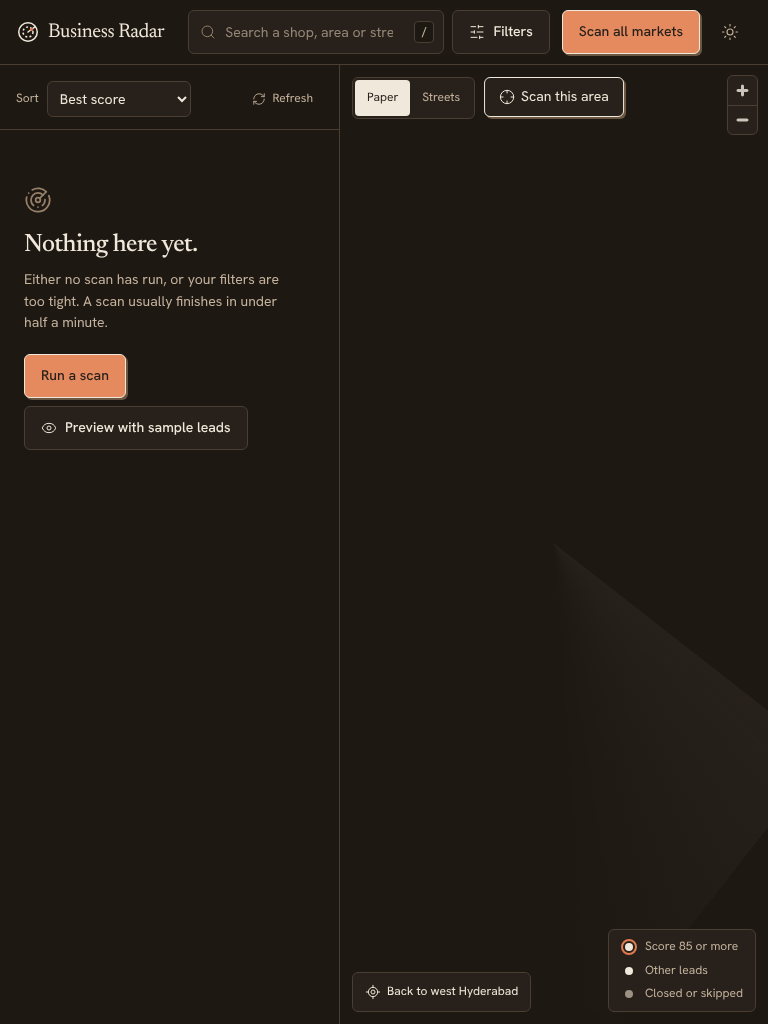 Business Radar
Search a shop, area or stre
/
Filters
Scan all markets
Sort
Best score
Refresh
Paper
Streets
Scan this area
Nothing here yet.
Either no scan has run, or your filters are
too tight. A scan usually finishes in under
half a minute.
Run a scan
Preview with sample leads
Score 85 or more
Other leads
Closed or skipped
Back to west Hyderabad